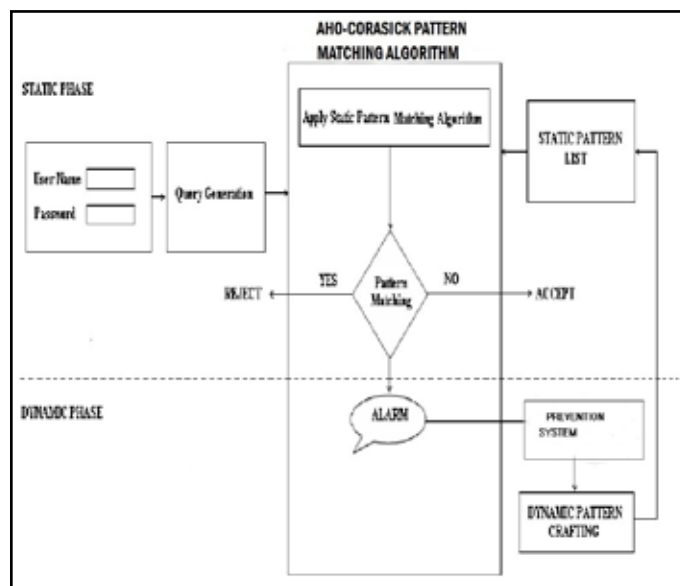 AHO-CORASICK PATTERN
MATCHING ALGORITHM
STATIC PHASE
Apply Static Pattern Matching Algorithm
STATIC PATTERN
LIST
User Name
Password
Query Generation
YES
NO
Pattern
Matching
REJECT
ACCEPT
DYNAMIC PHASE
ALARM
PREVENTION
SYSTEM
DYNAMIC PATTERN
CRAFTING